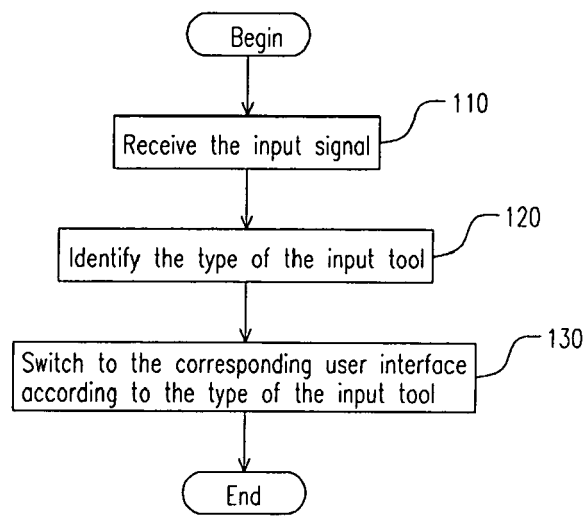 Begin
110
Receive the input signal
120
Identify the type of the input tool
130
Switch to the corresponding user interface
according to the type of the input tool
End